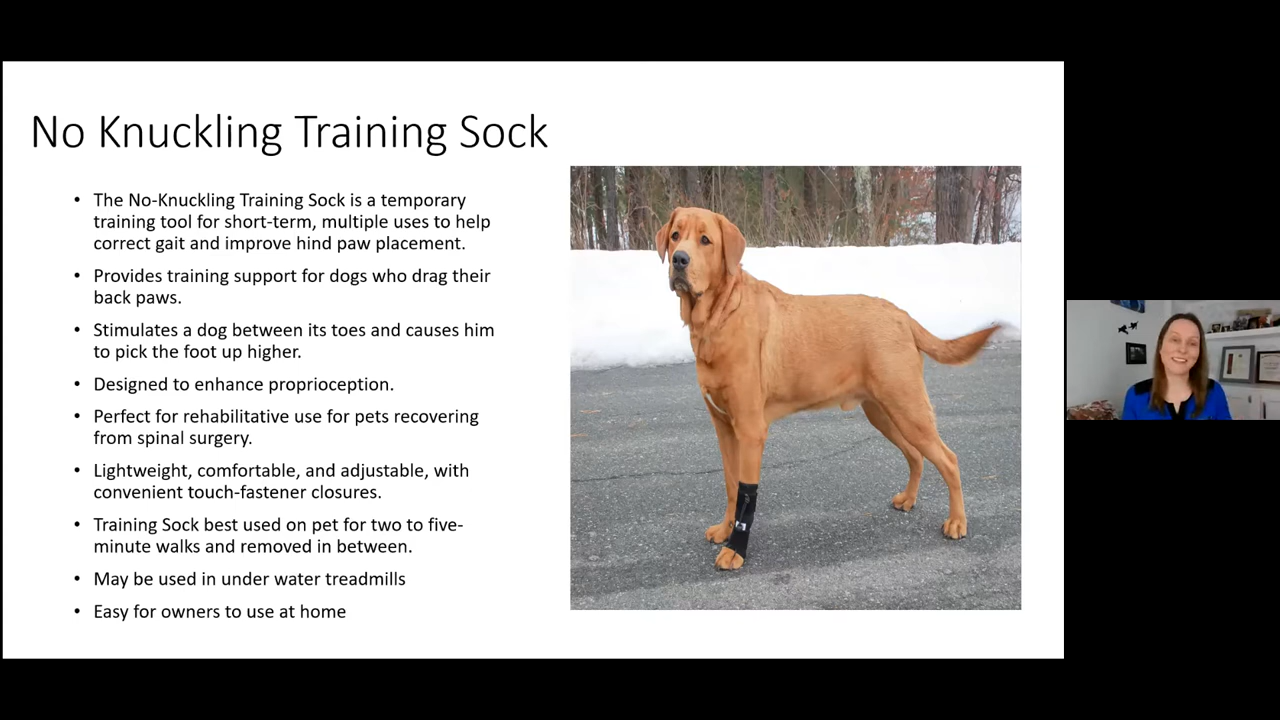 No Knuckling Training Sock
• The No-Knuckling Training Sock is a temporary
training tool for short-term, multiple uses to help
correct gait and improve hind paw placement.
• Provides training support for dogs who drag their
back paws.
• Stimulates a dog between its toes and causes him
to pick the foot up higher.
• Designed to enhance proprioception.
• Perfect for rehabilitative use for pets recovering
from spinal surgery.
• Lightweight, comfortable, and adjustable, with
convenient touch-fastener closures.
• Training Sock best used on pet for two to five-
minute walks and removed in between.
• May be used in under water treadmills
• Easy for owners to use at home